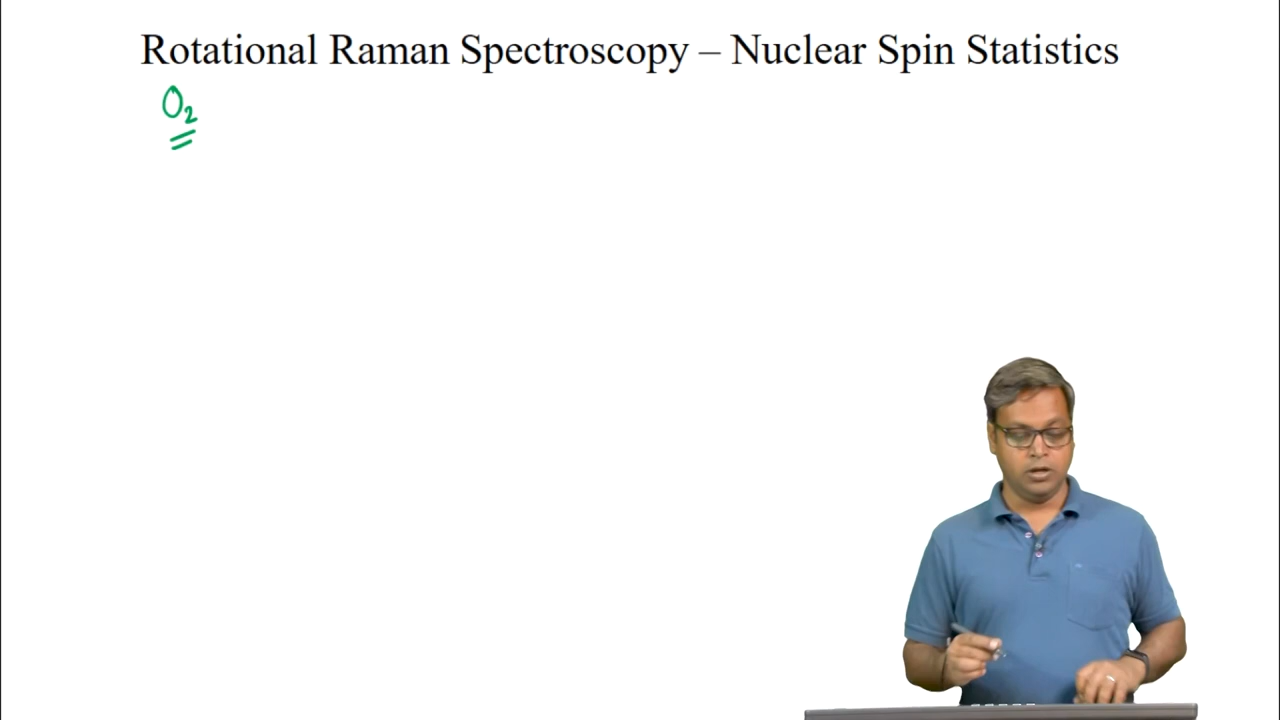 Rotational Raman Spectroscopy – Nuclear Spin Statistics
O₂